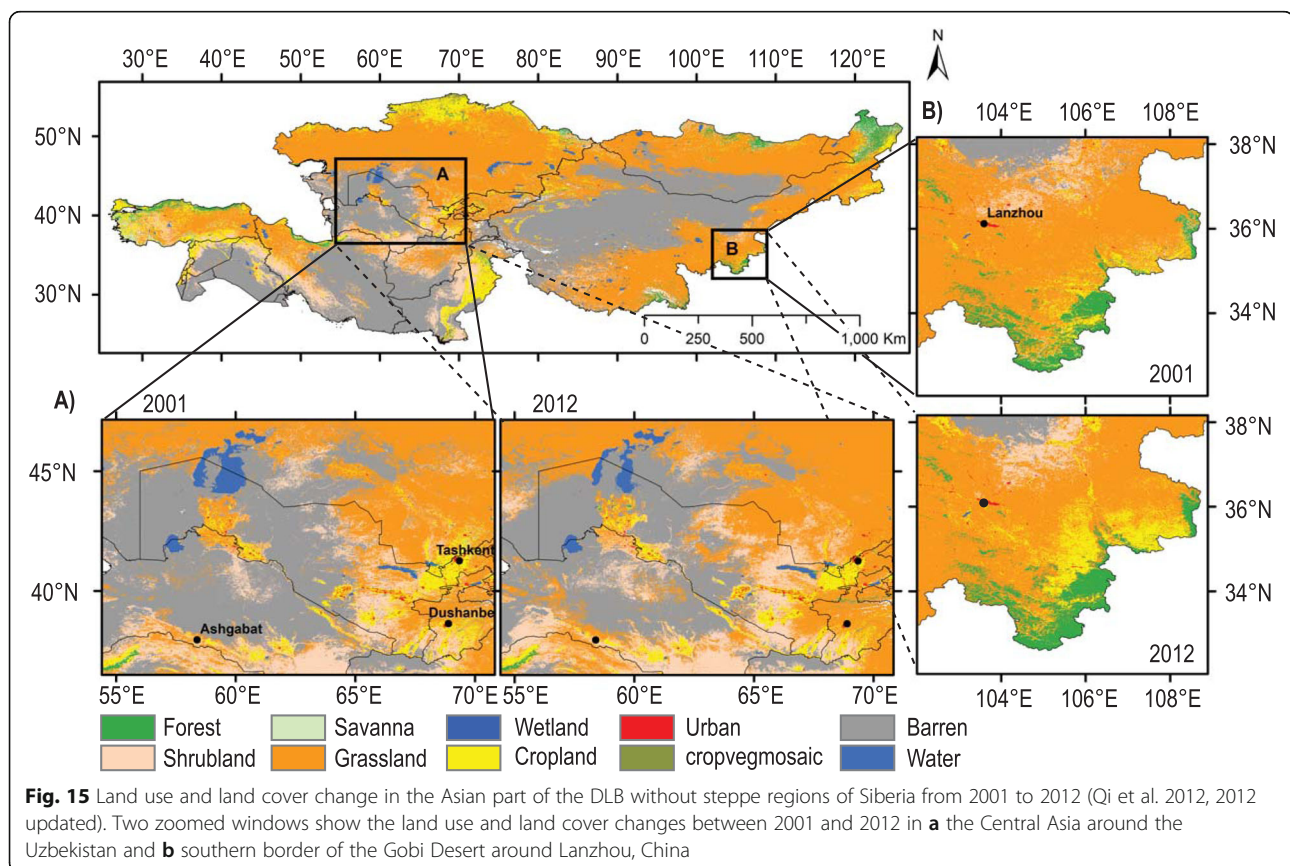 30°E 40°E 50°E 60°E 70°E 80°E 90°E 100°E 110°E 120°E
N
50°N
40°N
30°N
A
B
0 250 500 1,000 Km
B)
104°E 106°E 108°E
38°N
36°N
34°N
Lanzhou
2001
A)
2001
2012
45°N
40°N
Tashkent
Dushanbe
Ashgabat
55°E 60°E 65°E 70°E
55°E 60°E 65°E 70°E
38°N
36°N
34°N
2012
104°E 106°E 108°E
Forest Savanna Wetland Urban Barren
Shrubland Grassland Cropland cropvegmosaic Water
Fig. 15 Land use and land cover change in the Asian part of the DLB without steppe regions of Siberia from 2001 to 2012 (Qi et al. 2012, 2012
updated). Two zoomed windows show the land use and land cover changes between 2001 and 2012 in a the Central Asia around the
Uzbekistan and b southern border of the Gobi Desert around Lanzhou, China